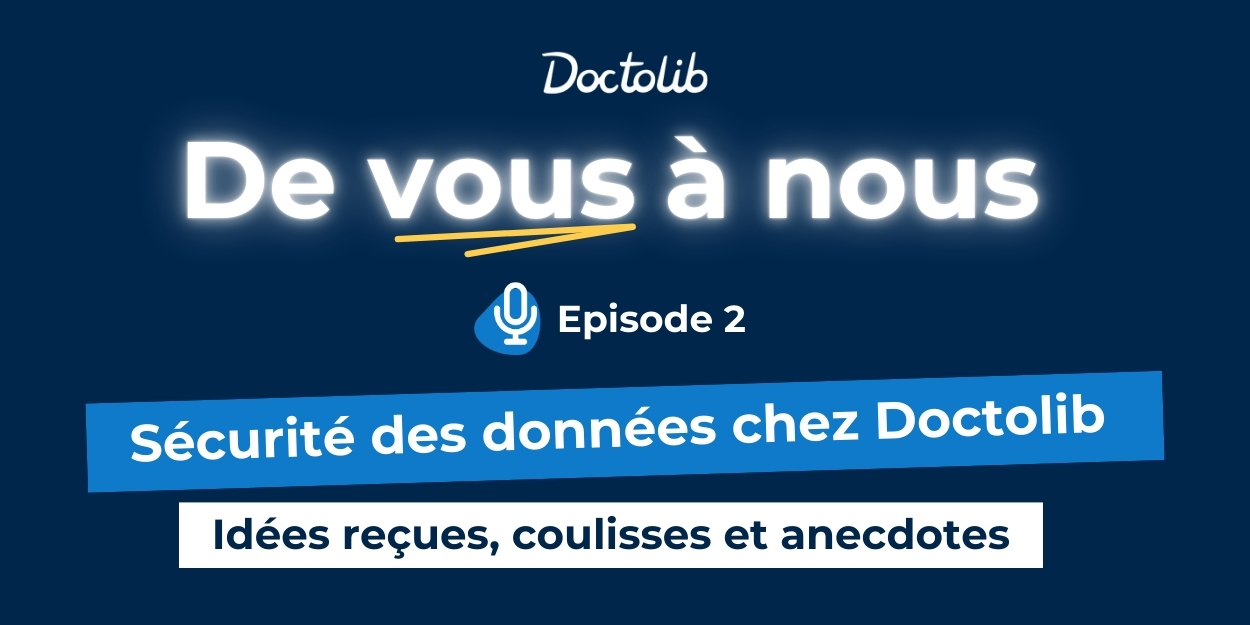 Doctolib
De vous à nous
Episode 2
Sécurité des données chez Doctolib
Idées reçues, coulisses et anecdotes